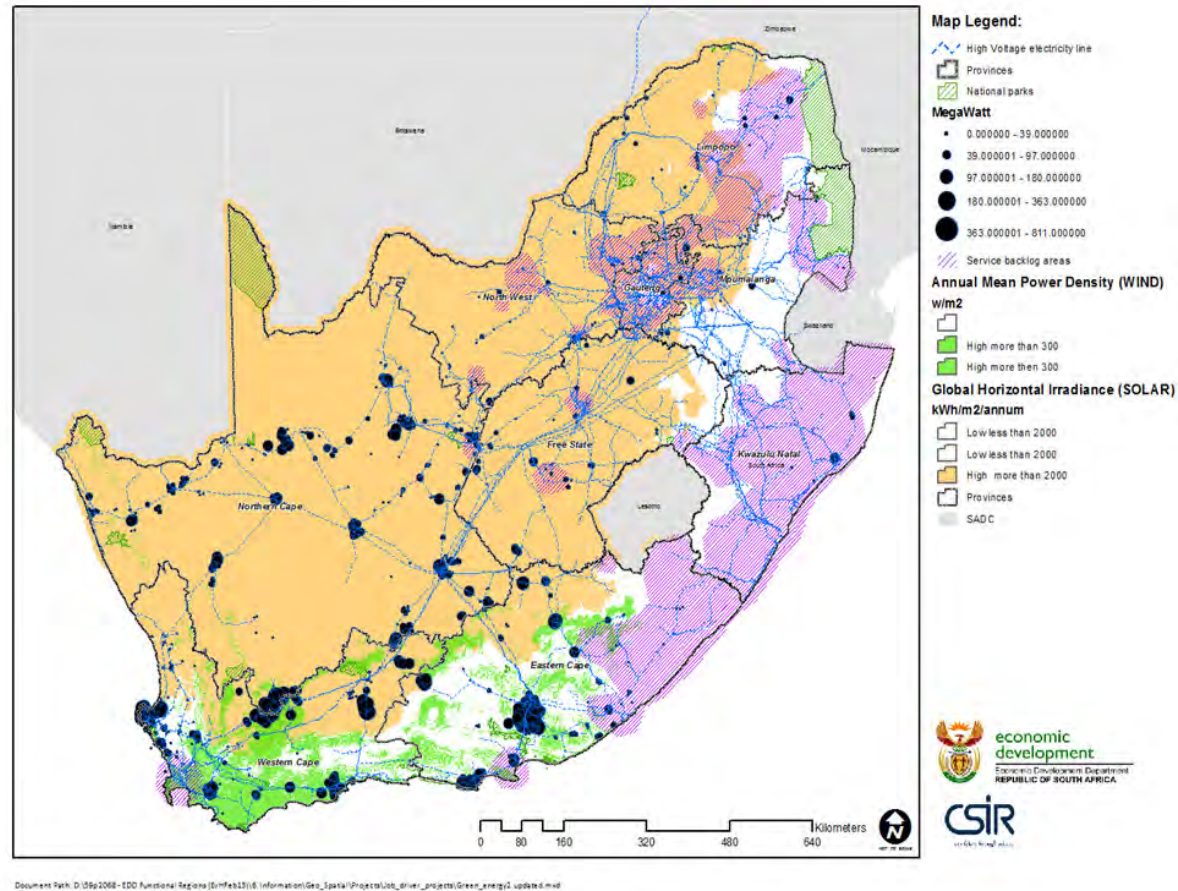 Map Legend:
High Voltage electricity line
Provinces
National parks
MegaWatt
0.000000 - 39.000000
39.000001 - 97.000000
97.000001 - 180.000000
180.000001 - 363.000000
363.000001 - 811.000000
Service backlog areas
Annual Mean Power Density (WIND)
w/m2
High more than 300
High more then 300
Global Horizontal Irradiance (SOLAR)
kWh/m2/annum
Low less than 2000
Low less than 2000
High more than 2000
Provinces
SADC
Zimbabwe
Botswana
Mozambique
Namibia
Limpopo
North West
Gauteng
Mpumalanga
Swaziland
Free State
Kwazulu Natal
South Africa
Northern Cape
Lesotho
Eastern Cape
Western Cape
Kilometers
0 80 160 320 480 640
N
economic
development
Economic Development Department
REPUBLIC OF SOUTH AFRICA
CSIR